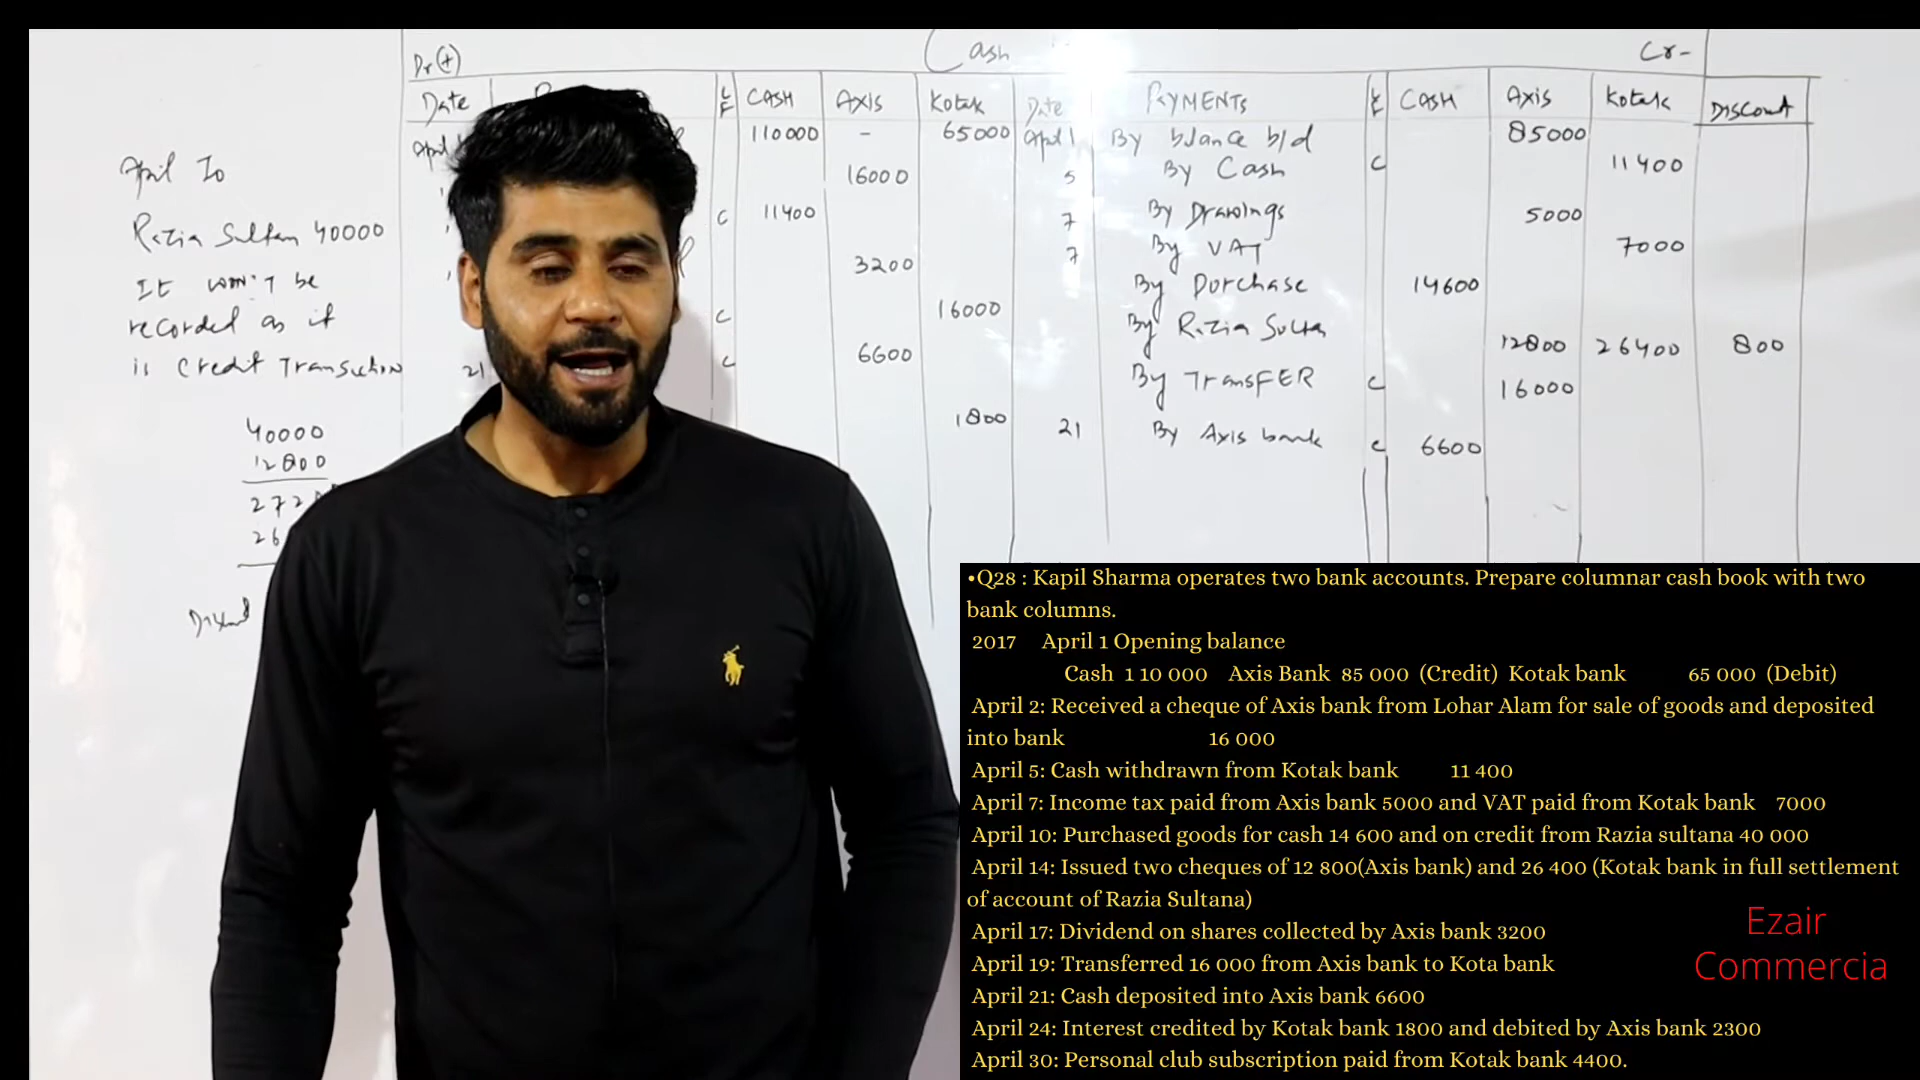 Cash
Dr (+)
Cr -
Date
L F CASH AXIS Kotak Date PAYMENTS L F CASH AXIS Kotak DISCOUNT
April 110000 - 65000 April 1 By blance b/d 85000
16000 5 By Cash C 11400
C 11400 7 By Drawings 5000
3200 7 By VAT 7000
By Purchase 14600
C 16000 By Razia Sultan 12800 26400 800
C 6600 By TransFER C 16000
21
1800 21 By Axis bank C 6600
April 10
Razia Sultan 40000
It won't be
recorded as it
is Credit Transaction
40000
12800
272
26
•Q28 : Kapil Sharma operates two bank accounts. Prepare columnar cash book with two
bank columns.
2017 April 1 Opening balance
Cash 1 10 000 Axis Bank 85 000 (Credit) Kotak bank 65 000 (Debit)
April 2: Received a cheque of Axis bank from Lohar Alam for sale of goods and deposited
into bank 16 000
April 5: Cash withdrawn from Kotak bank 11 400
April 7: Income tax paid from Axis bank 5000 and VAT paid from Kotak bank 7000
April 10: Purchased goods for cash 14 600 and on credit from Razia sultana 40 000
April 14: Issued two cheques of 12 800(Axis bank) and 26 400 (Kotak bank in full settlement
of account of Razia Sultana)
April 17: Dividend on shares collected by Axis bank 3200
April 19: Transferred 16 000 from Axis bank to Kota bank
April 21: Cash deposited into Axis bank 6600
April 24: Interest credited by Kotak bank 1800 and debited by Axis bank 2300
April 30: Personal club subscription paid from Kotak bank 4400.
Ezair
Commercia